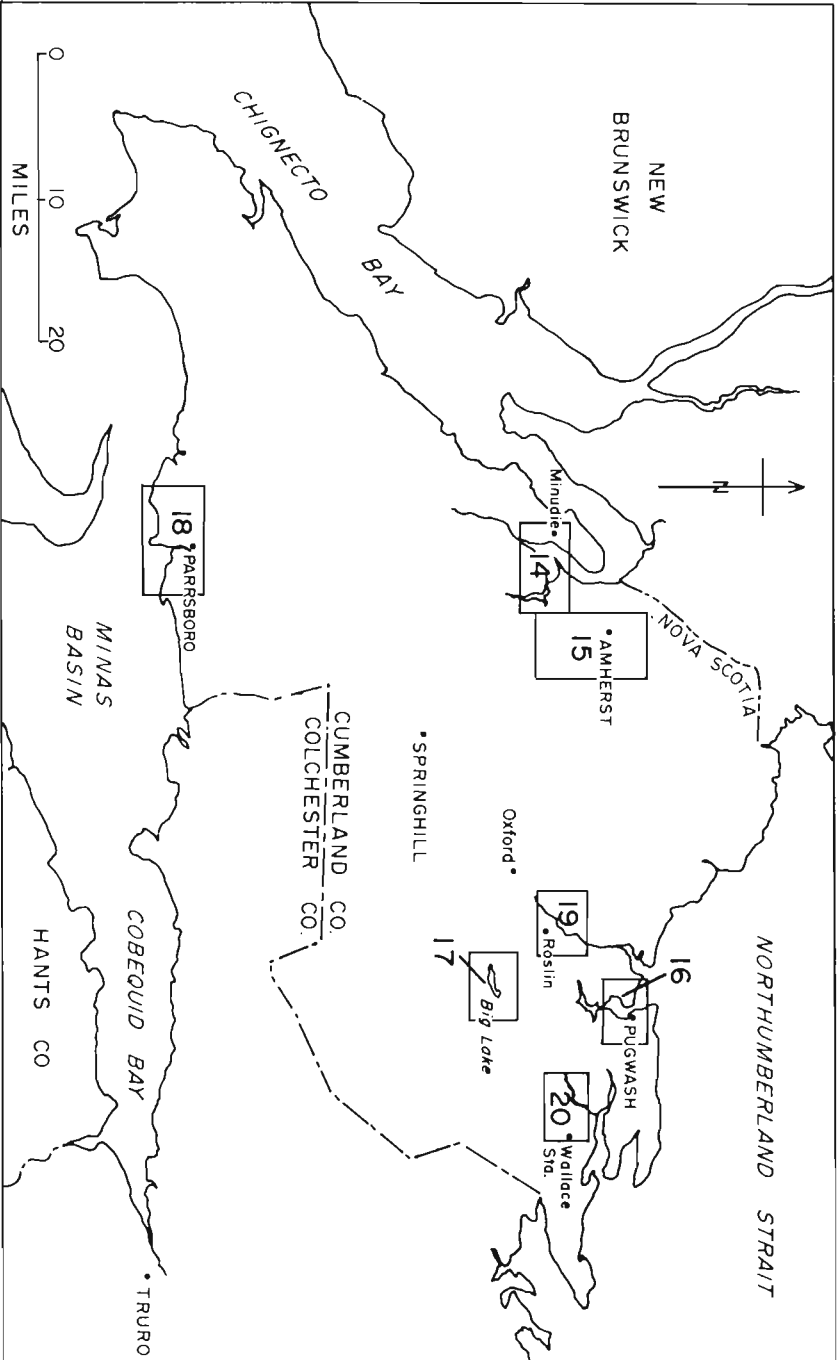 NEW
BRUNSWICK
CHIGNECTO
BAY
0 10 20
MILES
N
NOVA SCOTIA
NORTHUMBERLAND STRAIT
Minudie
14
15
AMHERST
SPRINGHILL
Oxford
19
Roslin
16
PUGWASH
17
Big Lake
20
Wallace
Sta.
18
PARRSBORO
MINAS
BASIN
CUMBERLAND CO.
COLCHESTER CO.
COBEQUID BAY
HANTS CO
TRURO